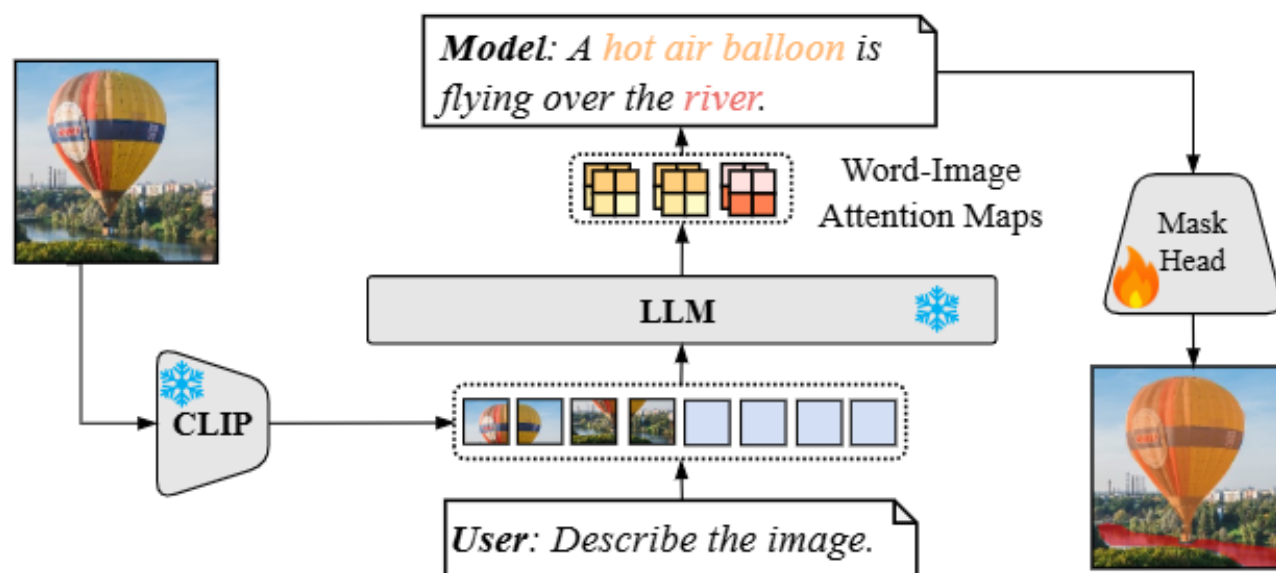 Model: A hot air balloon is
flying over the river.
Word-Image
Attention Maps
Mask
Head
LLM
CLIP
User: Describe the image.